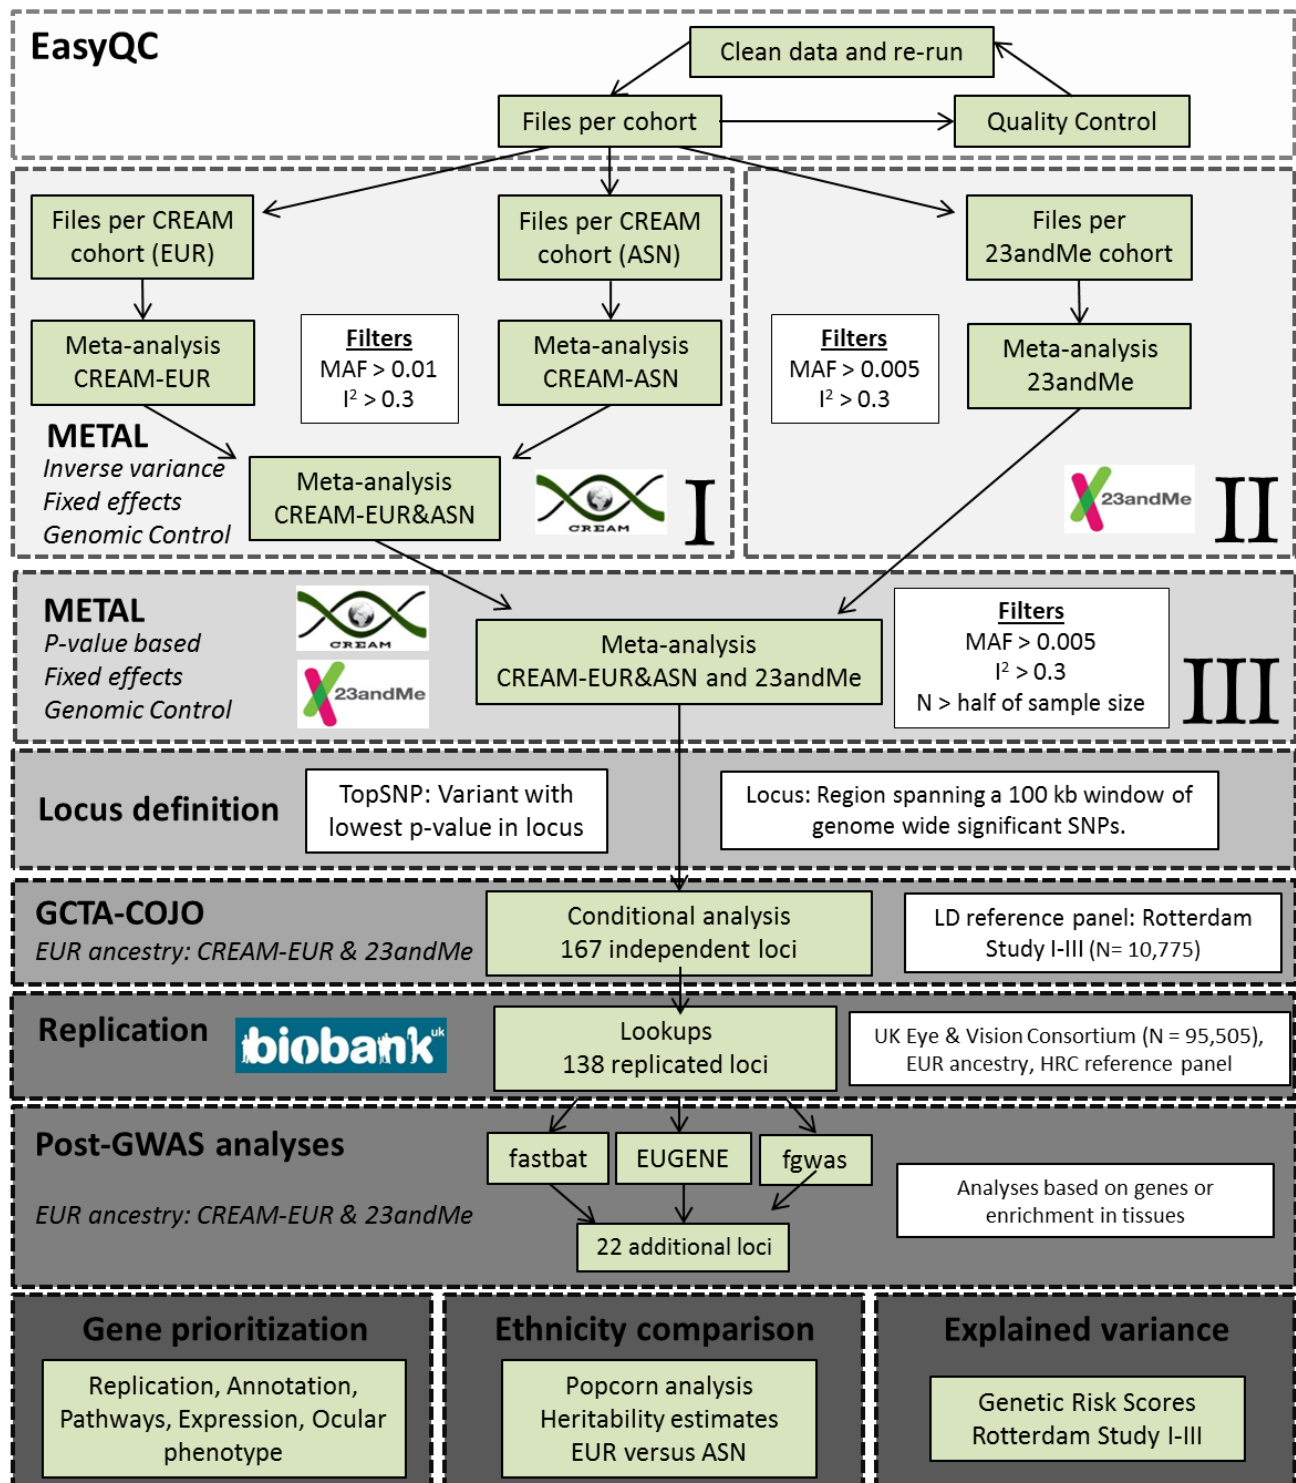 EasyQC
Clean data and re-run
Files per cohort
Quality Control
Files per CREAM
cohort (EUR)
Files per CREAM
cohort (ASN)
Files per
23andMe cohort
Meta-analysis
CREAM-EUR
Filters
MAF > 0.01
I² > 0.3
Meta-analysis
CREAM-ASN
Filters
MAF > 0.005
I² > 0.3
Meta-analysis
23andMe
METAL
Inverse variance
Fixed effects
Genomic Control
Meta-analysis
CREAM-EUR&ASN
CREAM
I
23andMe
II
METAL
P-value based
Fixed effects
Genomic Control
CREAM
23andMe
Meta-analysis
CREAM-EUR&ASN and 23andMe
Filters
MAF > 0.005
I² > 0.3
N > half of sample size
III
Locus definition
TopSNP: Variant with
lowest p-value in locus
Locus: Region spanning a 100 kb window of
genome wide significant SNPs.
GCTA-COJO
EUR ancestry: CREAM-EUR & 23andMe
Conditional analysis
167 independent loci
LD reference panel: Rotterdam
Study I-III (N= 10,775)
Replication
biobank uk
Lookups
138 replicated loci
UK Eye & Vision Consortium (N = 95,505),
EUR ancestry, HRC reference panel
Post-GWAS analyses
EUR ancestry: CREAM-EUR & 23andMe
fastbat
EUGENE
fgwas
22 additional loci
Analyses based on genes or
enrichment in tissues
Gene prioritization
Replication, Annotation,
Pathways, Expression, Ocular
phenotype
Ethnicity comparison
Popcorn analysis
Heritability estimates
EUR versus ASN
Explained variance
Genetic Risk Scores
Rotterdam Study I-III